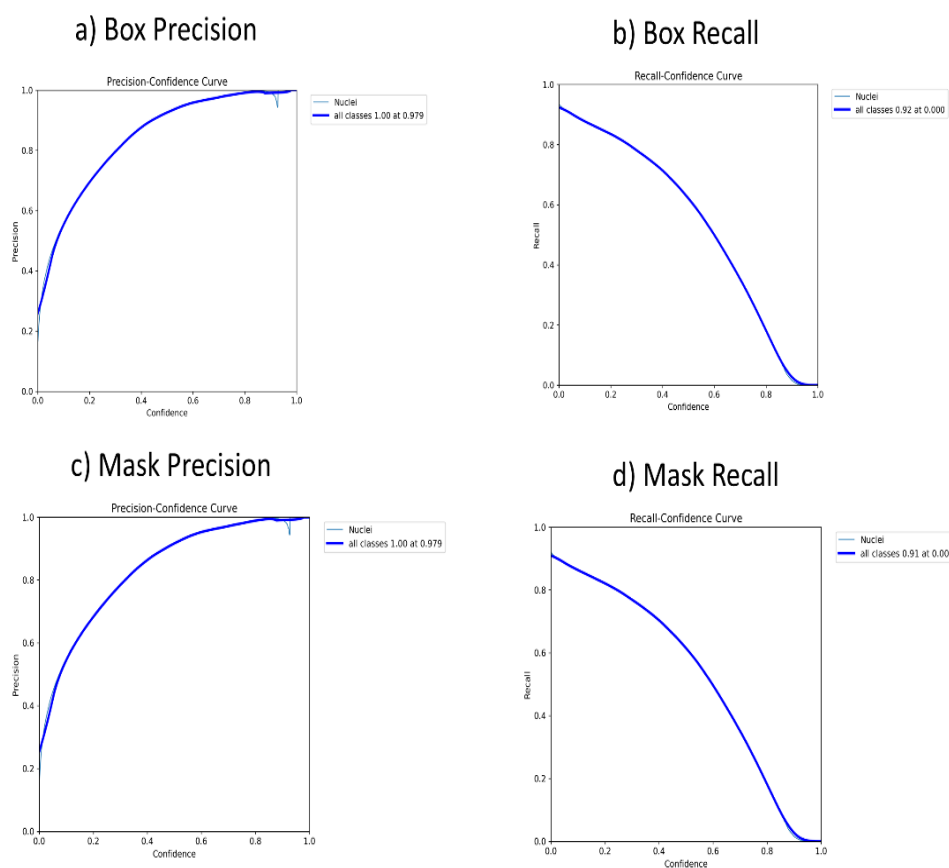 a) Box Precision
Precision-Confidence Curve
1.0
0.8
0.6
0.4
0.2
0.0
Precision
0.0 0.2 0.4 0.6 0.8 1.0
Confidence
Nuclei
all classes 1.00 at 0.979
b) Box Recall
Recall-Confidence Curve
1.0
0.8
0.6
0.4
0.2
0.0
Recall
0.0 0.2 0.4 0.6 0.8 1.0
Confidence
Nuclei
all classes 0.92 at 0.000
c) Mask Precision
Precision-Confidence Curve
1.0
0.8
0.6
0.4
0.2
0.0
Precision
0.0 0.2 0.4 0.6 0.8 1.0
Confidence
Nuclei
all classes 1.00 at 0.979
d) Mask Recall
Recall-Confidence Curve
1.0
0.8
0.6
0.4
0.2
0.0
Recall
0.0 0.2 0.4 0.6 0.8 1.0
Confidence
Nuclei
all classes 0.91 at 0.00